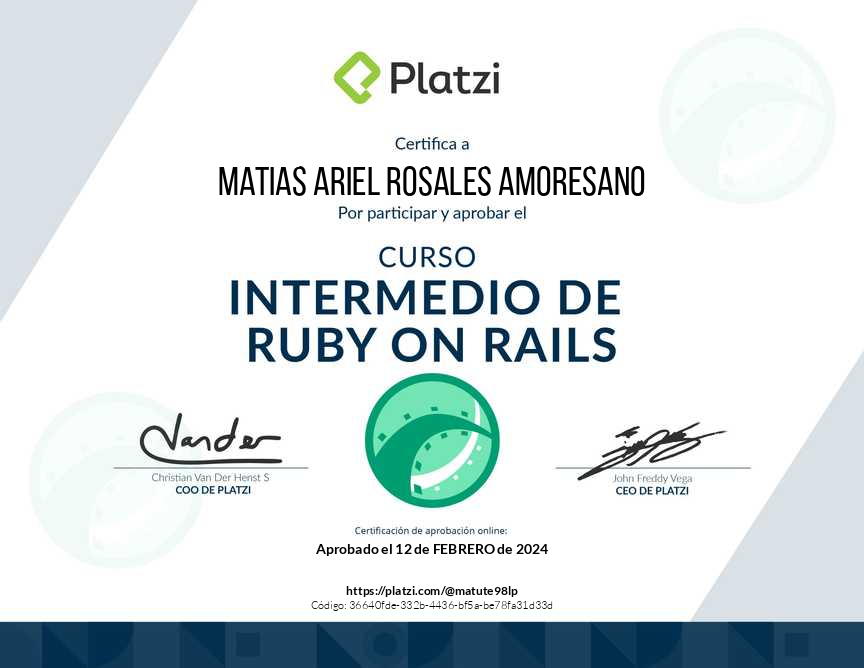 Platzi
Certifica a
MATIAS ARIEL ROSALES AMORESANO
Por participar y aprobar el
CURSO
INTERMEDIO DE
RUBY ON RAILS
Vander
Christian Van Der Henst S
COO DE PLATZI
John Freddy Vega
CEO DE PLATZI
Certificación de aprobación online:
Aprobado el 12 de FEBRERO de 2024
https://platzi.com/@matute98lp
Código: 36640fde-332b-4436-bf5a-be78fa31d33d